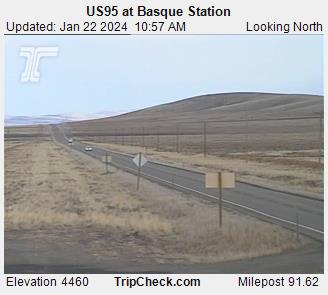 US95 at Basque Station
Updated: Jan 22 2024 10:57 AM Looking North
Elevation 4460 TripCheck.com Milepost 91.62